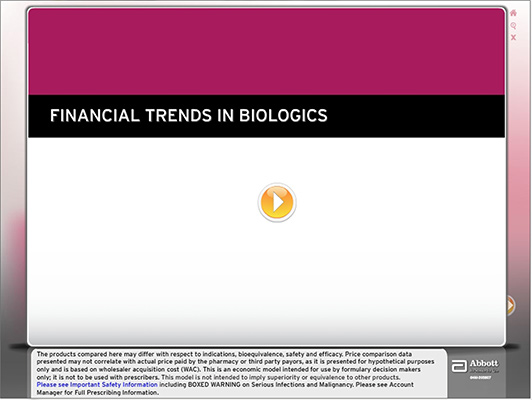 FINANCIAL TRENDS IN BIOLOGICS
The products compared here may differ with respect to indications, bioequivalence, safety and efficacy. Price comparison data
presented may not correlate with actual price paid by the pharmacy or third party payors, as it is presented for hypothetical purposes
only and is based on wholesaler acquisition cost (WAC). This is an economic model intended for use by formulary decision makers
only; it is not to be used with prescribers. This model is not intended to imply superiority or equivalence to other products.
Please see Important Safety Information including BOXED WARNING on Serious Infections and Malignancy. Please see Account
Manager for Full Prescribing Information.
Abbott